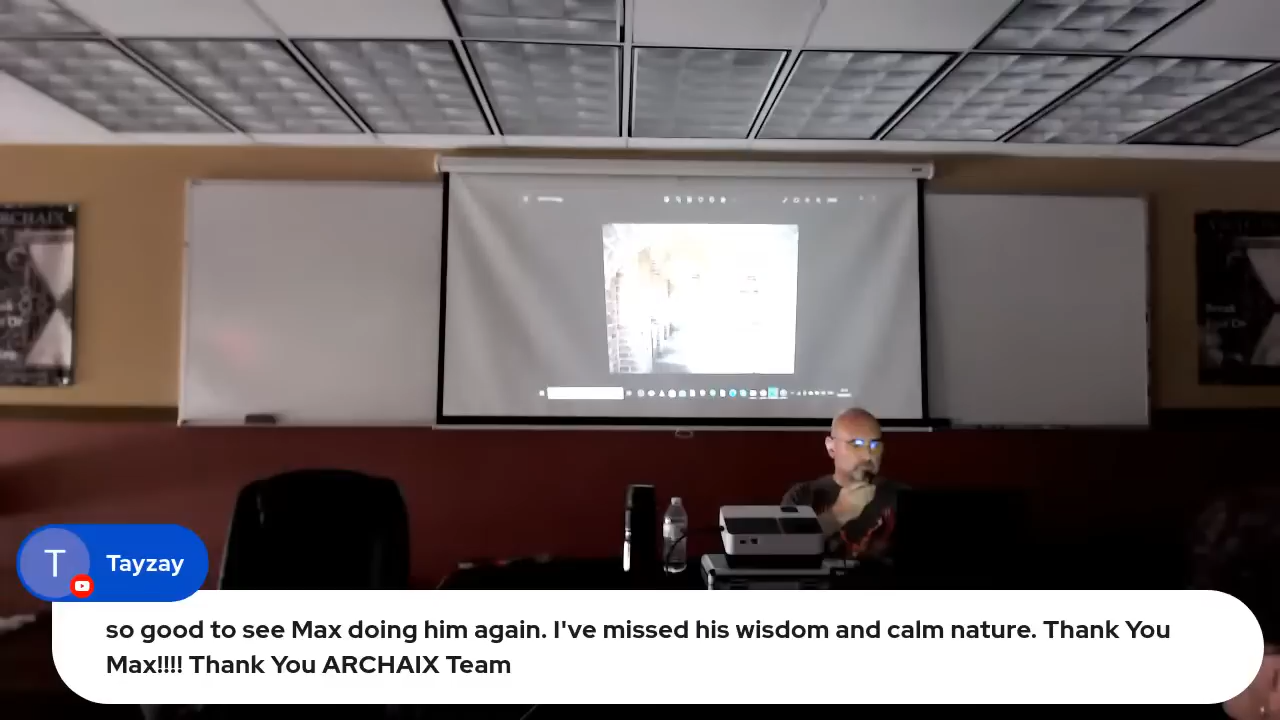 ARCHAIX
T
Tayzay
so good to see Max doing him again. I've missed his wisdom and calm nature. Thank You
Max!!!! Thank You ARCHAIX Team